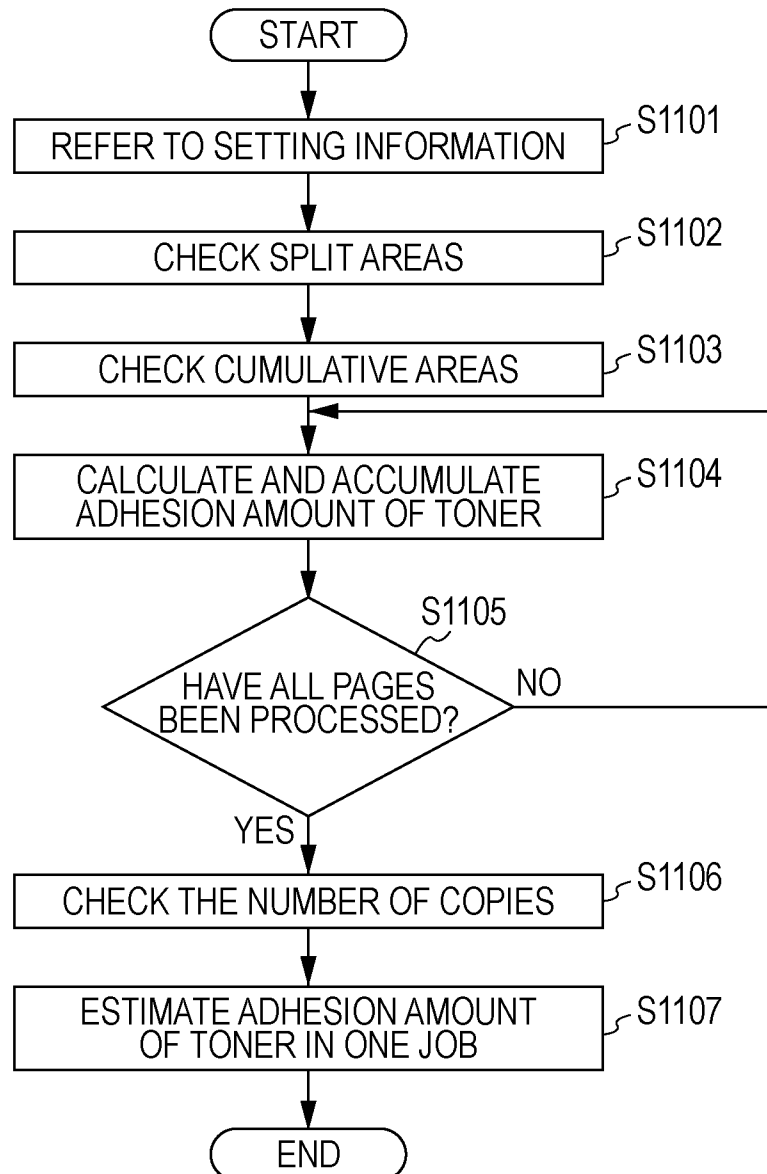 START
REFER TO SETTING INFORMATION
S1101
CHECK SPLIT AREAS
S1102
CHECK CUMULATIVE AREAS
S1103
CALCULATE AND ACCUMULATE
ADHESION AMOUNT OF TONER
S1104
S1105
HAVE ALL PAGES
BEEN PROCESSED?
NO
YES
CHECK THE NUMBER OF COPIES
S1106
ESTIMATE ADHESION AMOUNT
OF TONER IN ONE JOB
S1107
END